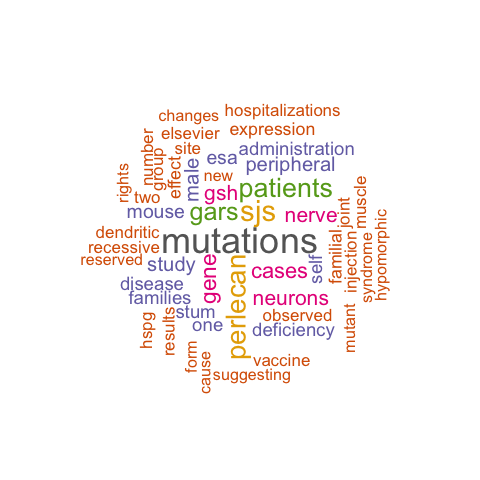 changes
hospitalizations
elsevier
expression
number
group
site
esa
administration
rights
effect
male
new
peripheral
two
gsh
patients
mouse
gars
sjs
nerve
joint
muscle
dendritic
mutations
recessive
reserved
study
gene
cases
self
familial
injection
syndrome
hypomorphic
disease
families
perlecan
neurons
stum
observed
one
deficiency
mutant
hspg
results
form
cause
vaccine
suggesting